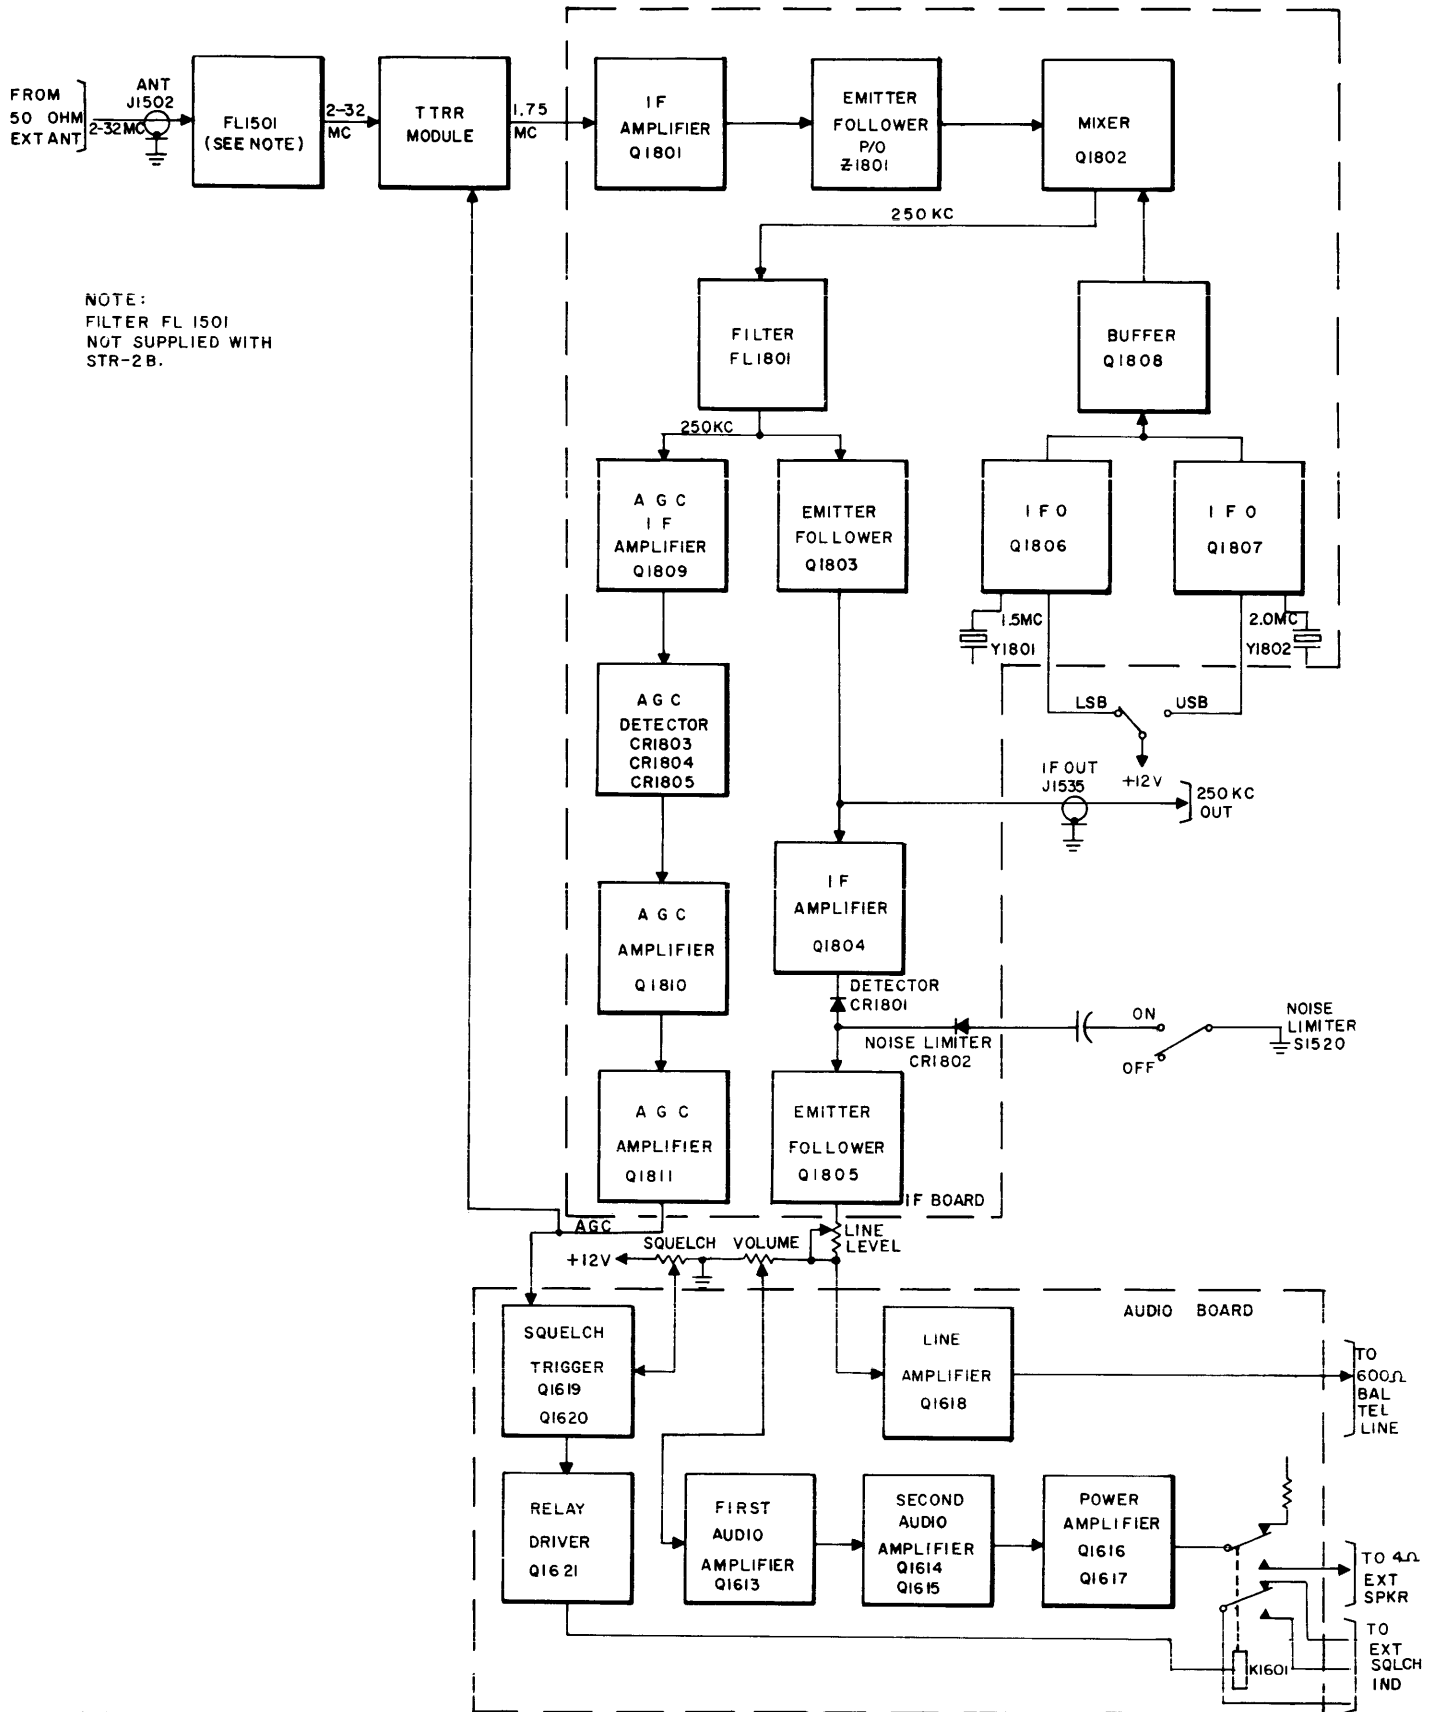 FROM
50 OHM
EXT ANT
2-32MC
ANT
J1502
FL1501
(SEE NOTE)
2-32
MC
TTRR
MODULE
1.75
MC
IF
AMPLIFIER
Q1801
EMITTER
FOLLOWER
P/O
Z1801
MIXER
Q1802
250 KC
NOTE:
FILTER FL 1501
NOT SUPPLIED WITH
STR-2B.
FILTER
FL1801
BUFFER
Q1808
250KC
AGC
IF
AMPLIFIER
Q1809
EMITTER
FOLLOWER
Q1803
IFO
Q1806
IFO
Q1807
1.5MC
Y1801
2.0MC
Y1802
AGC
DETECTOR
CR1803
CR1804
CR1805
LSB
USB
+12V
IF OUT
J1535
250 KC
OUT
IF
AMPLIFIER
Q1804
AGC
AMPLIFIER
Q1810
DETECTOR
CR1801
NOISE LIMITER
CR1802
ON
OFF
NOISE
LIMITER
S1520
AGC
AMPLIFIER
Q1811
EMITTER
FOLLOWER
Q1805
IF BOARD
AGC
LINE
LEVEL
+12V
SQUELCH
VOLUME
AUDIO BOARD
SQUELCH
TRIGGER
Q1619
Q1620
LINE
AMPLIFIER
Q1618
TO
600Ω
BAL
TEL
LINE
RELAY
DRIVER
Q1621
FIRST
AUDIO
AMPLIFIER
Q1613
SECOND
AUDIO
AMPLIFIER
Q1614
Q1615
POWER
AMPLIFIER
Q1616
Q1617
TO 4Ω
EXT
SPKR
K1601
TO
EXT
SQLCH
IND